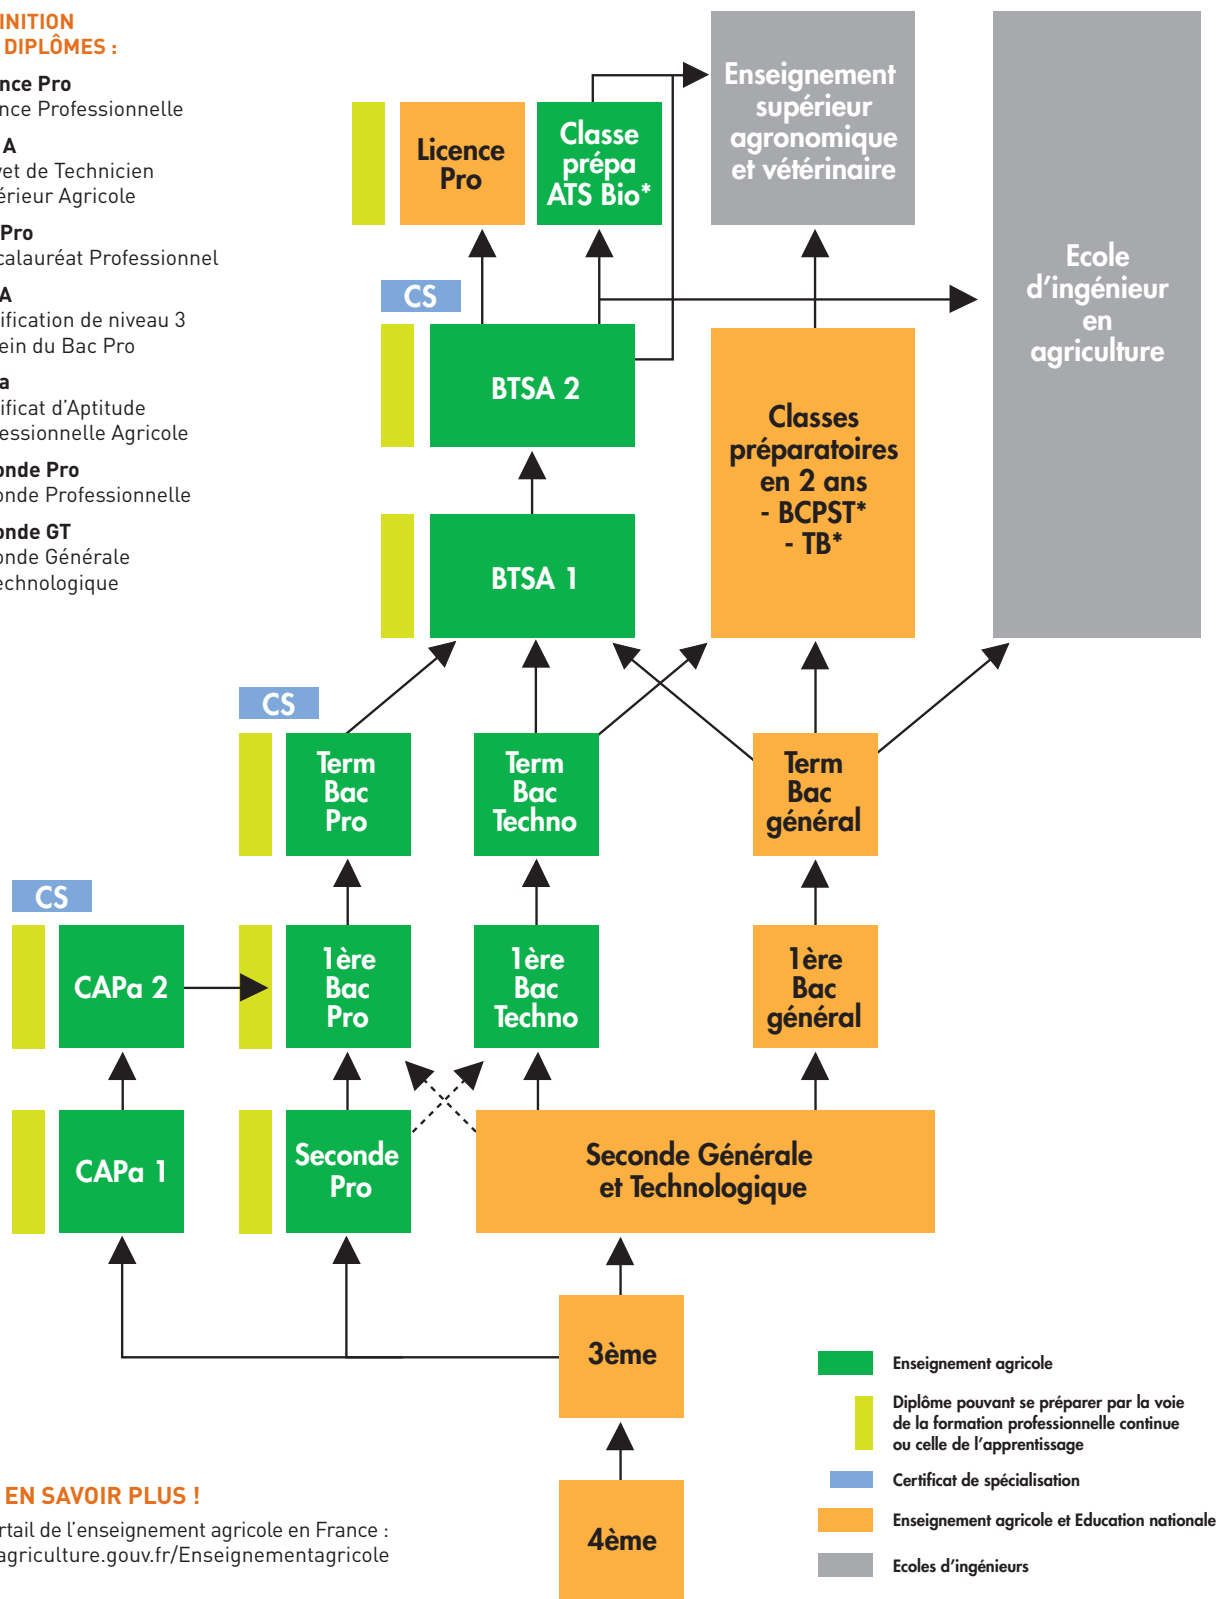 INITION
DIPLÔMES :
nce Pro
nce Professionnelle
A
vet de Technicien
érieur Agricole
Pro
calauréat Professionnel
A
ification de niveau 3
ein du Bac Pro
a
ificat d'Aptitude
essionnelle Agricole
onde Pro
onde Professionnelle
onde GT
onde Générale
echnologique
Enseignement
supérieur
agronomique
et vétérinaire
Licence
Pro
Classe
prépa
ATS Bio*
Ecole
d'ingénieur
en
agriculture
CS
BTSA 2
Classes
préparatoires
en 2 ans
- BCPST*
- TB*
BTSA 1
CS
Term
Bac
Pro
Term
Bac
Techno
Term
Bac
général
CS
CAPa 2
1ère
Bac
Pro
1ère
Bac
Techno
1ère
Bac
général
CAPa 1
Seconde
Pro
Seconde Générale
et Technologique
3ème
4ème
Enseignement agricole
Diplôme pouvant se préparer par la voie
de la formation professionnelle continue
ou celle de l'apprentissage
Certificat de spécialisation
Enseignement agricole et Education nationale
Ecoles d'ingénieurs
EN SAVOIR PLUS !
rtail de l'enseignement agricole en France :
agriculture.gouv.fr/Enseignementagricole